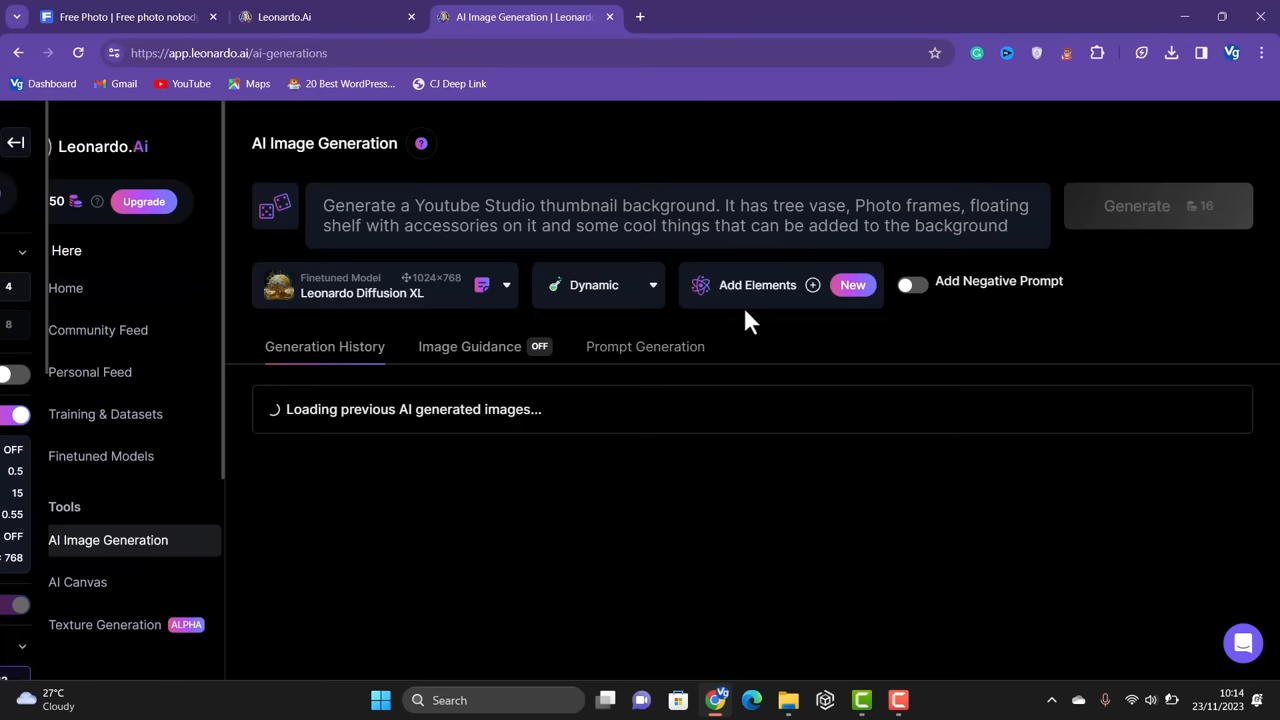 Free Photo | Free photo nobody
Leonardo.Ai
AI Image Generation | Leonardo
https://app.leonardo.ai/ai-generations
Vg Dashboard
Gmail
YouTube
Maps
20 Best WordPress...
CJ Deep Link
Leonardo.Ai
50
Upgrade
Here
Home
Community Feed
Personal Feed
Training & Datasets
Finetuned Models
Tools
AI Image Generation
AI Canvas
Texture Generation ALPHA
4
8
OFF
0.5
15
0.55
OFF
× 768
AI Image Generation ?
Generate a Youtube Studio thumbnail background. It has tree vase, Photo frames, floating
shelf with accessories on it and some cool things that can be added to the background
Generate 16
Finetuned Model 1024×768
Leonardo Diffusion XL
Dynamic
Add Elements
New
Add Negative Prompt
Generation History
Image Guidance OFF
Prompt Generation
Loading previous AI generated images...
27°C
Cloudy
Search
10:14
23/11/2023